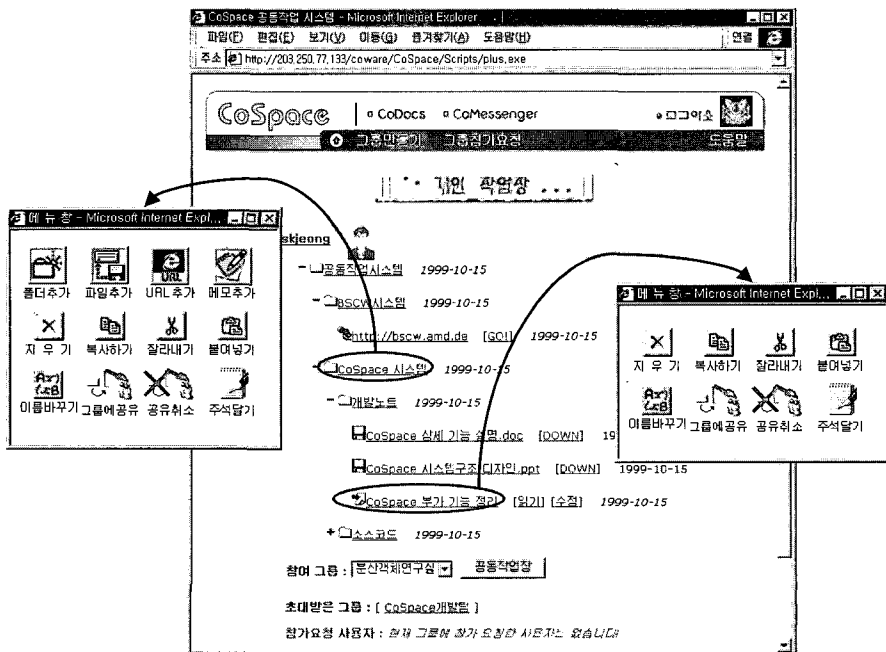 CoSpace 공동작업 시스템 - Microsoft Internet Explorer
파일(F) 편집(E) 보기(V) 이동(G) 즐겨찾기(A) 도움말(H) 연결
주소 http://203.250.77.133/coware/CoSpace/Scripts/plus.exe
CoSpace CoDocs CoMessenger 로그아웃
그룹만들기 그룹참가요청 도움말
개인 작업장 ...
skjeong
공동작업시스템 1999-10-15
BSCW시스템 1999-10-15
http://bscw.gmd.de [GO!] 1999-10-15
CoSpace 시스템 1999-10-15
개발노트 1999-10-15
CoSpace 상세 기능 설명.doc [DOWN] 19
CoSpace 시스템구조 디자인.ppt [DOWN] 1999-10-15
CoSpace 부가 기능 정리 [읽기] [수정] 1999-10-15
소스코드 1999-10-15
참여 그룹 : 분산객체연구실 공동작업장
초대받은 그룹 : [ CoSpace개발팀 ]
참가요청 사용자 : 현재 그룹에 참가 요청한 사용자는 없습니다
메 뉴 창 - Microsoft Internet Expl...
폴더추가 파일추가 URL추가 메모추가
지 우 기 복사하기 잘라내기 붙여넣기
이름바꾸기 그룹에공유 공유취소 주석달기
메 뉴 창 - Microsoft Internet Expl...
지 우 기 복사하기 잘라내기 붙여넣기
이름바꾸기 그룹에공유 공유취소 주석달기